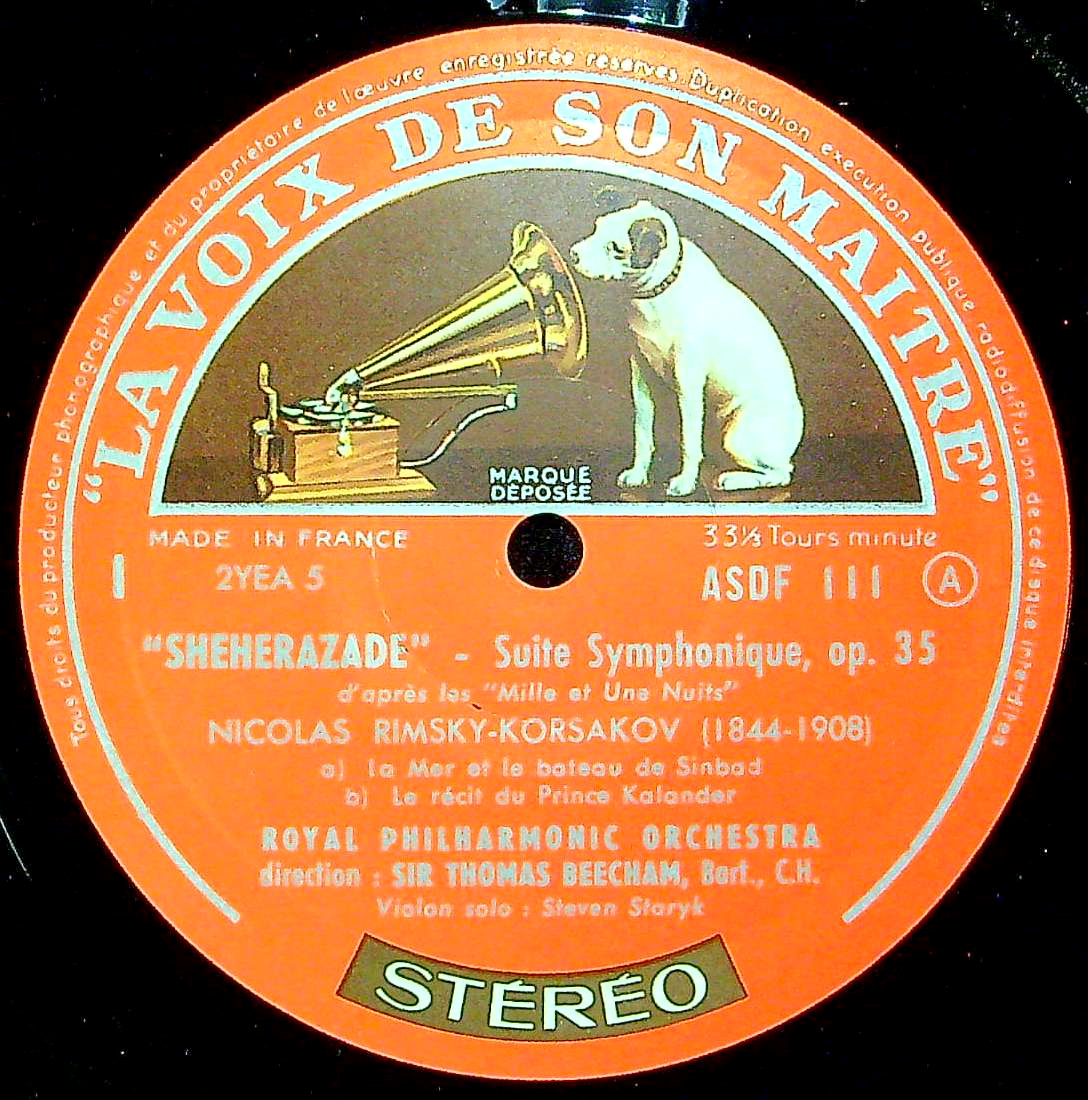 Tous droits du producteur phonographique et du propriétaire de l'œuvre enregistrée réservés. Duplication exécution publique radiodiffusion de ce disque interdites
"LA VOIX DE SON MAITRE"
MARQUE
DÉPOSÉE
MADE IN FRANCE 33⅓ Tours minute
I 2YEA 5 ASDF 111 A
"SHEHERAZADE" - Suite Symphonique, op. 35
d'après les "Mille et Une Nuits"
NICOLAS RIMSKY-KORSAKOV (1844-1908)
a) la Mer et le bateau de Sinbad
b) Le récit du Prince Kalander
ROYAL PHILHARMONIC ORCHESTRA
direction : SIR THOMAS BEECHAM, Bart., C.H.
Violon solo : Steven Staryk
STÉRÉO